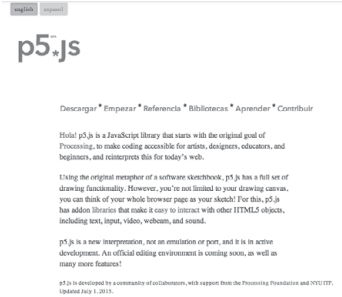 english español
p5.js
Descargar * Empezar * Referencia * Bibliotecas * Aprender * Contribuir
Hola! p5.js is a JavaScript library that starts with the original goal of
Processing, to make coding accessible for artists, designers, educators, and
beginners, and reinterprets this for today's web.
Using the original metaphor of a software sketchbook, p5.js has a full set of
drawing functionality. However, you're not limited to your drawing canvas,
you can think of your whole browser page as your sketch! For this, p5.js
has addon libraries that make it easy to interact with other HTML5 objects,
including text, input, video, webcam, and sound.
p5.js is a new interpretation, not an emulation or port, and it is in active
development. An official editing environment is coming soon, as well as
many more features!
p5.js is developed by a community of collaborators, with support from the Processing Foundation and NYU ITP.
Updated July 1, 2015.